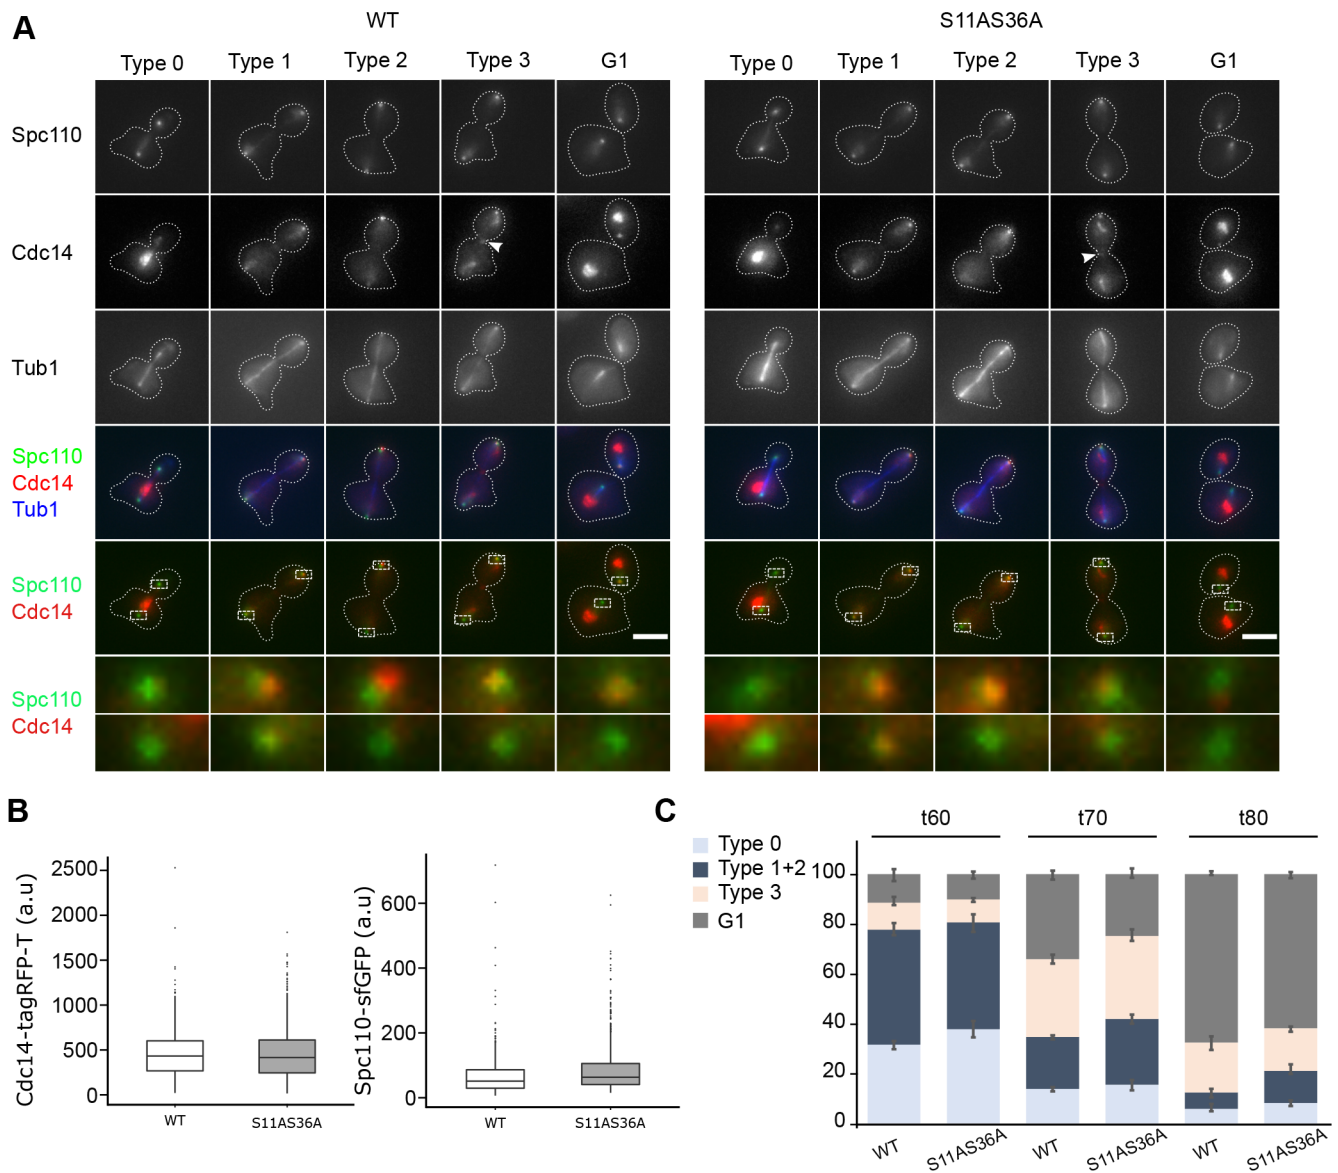 A
WT
S11AS36A
Type 0
Type 1
Type 2
Type 3
G1
Type 0
Type 1
Type 2
Type 3
G1
Spc110
Cdc14
Tub1
Spc110
Cdc14
Tub1
Spc110
Cdc14
Spc110
Cdc14
B
Cdc14-tagRFP-T (a.u)
2500
2000
1500
1000
500
0
WT
S11AS36A
Spc110-sfGFP (a.u)
600
400
200
0
WT
S11AS36A
C
Type 0
Type 1+2
Type 3
G1
t60
t70
t80
100
80
60
40
20
0
WT
S11AS36A
WT
S11AS36A
WT
S11AS36A